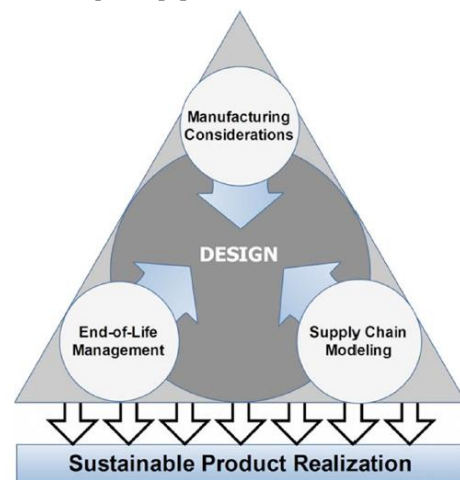 Manufacturing
Considerations
DESIGN
End-of-Life
Management
Supply Chain
Modeling
Sustainable Product Realization